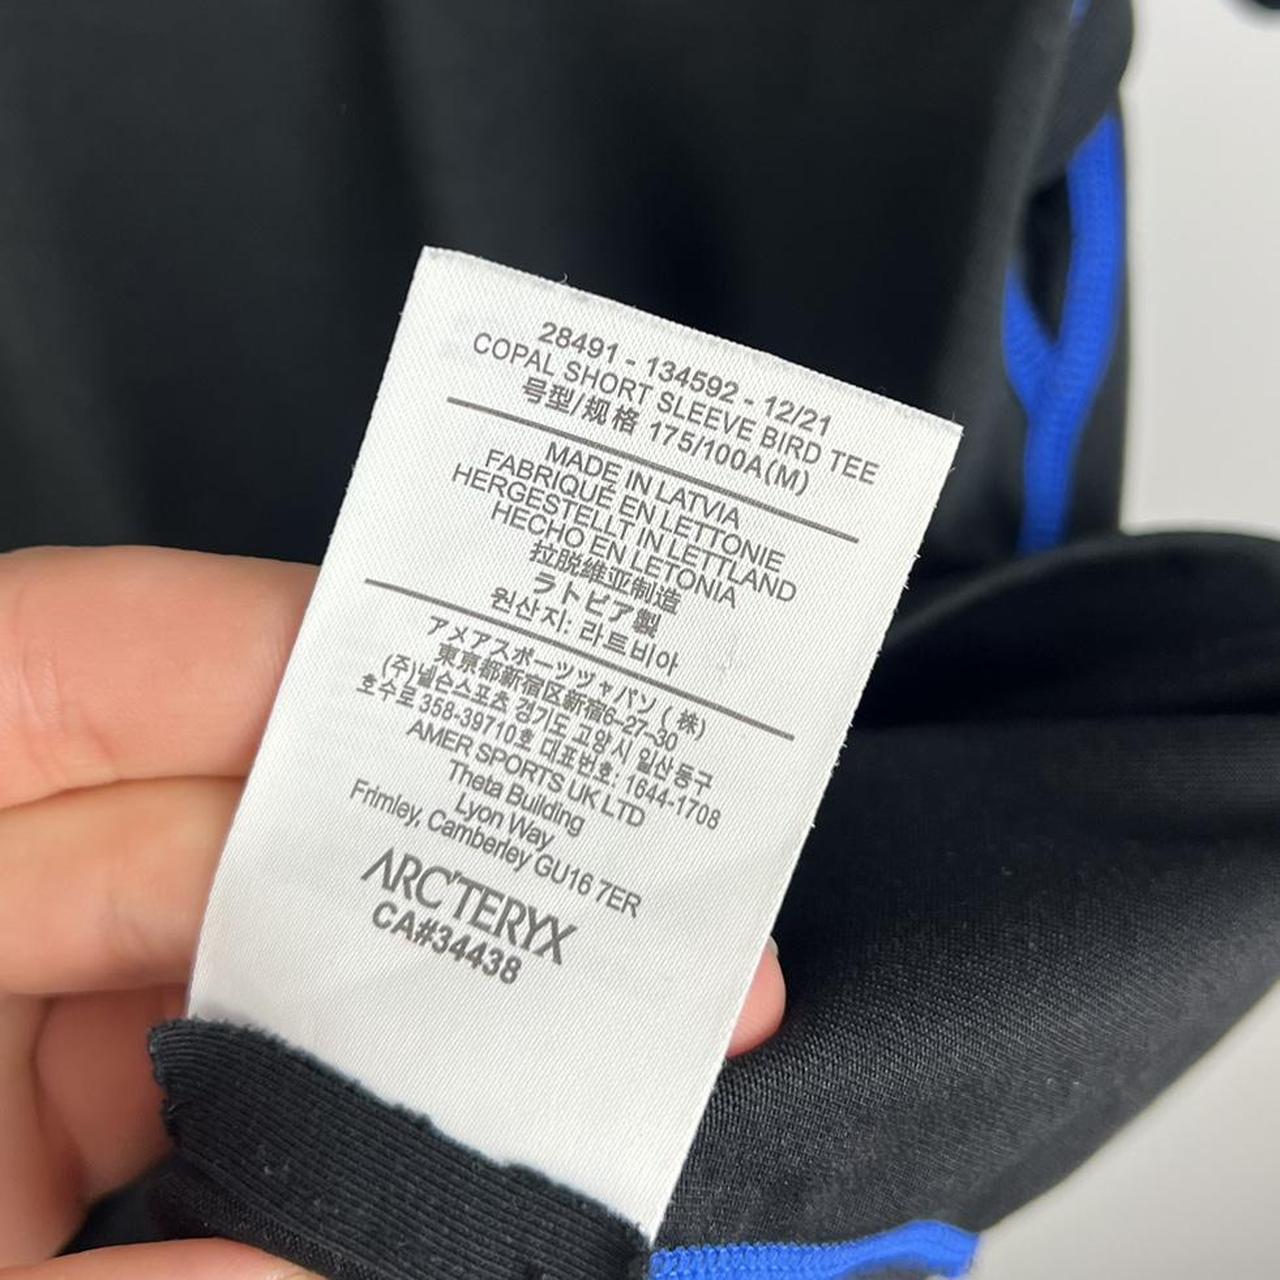 28491 - 134592 - 12/21
COPAL SHORT SLEEVE BIRD TEE
号型/规格 175/100A(M)
MADE IN LATVIA
FABRIQUÉ EN LETTONIE
HERGESTELLT IN LETTLAND
HECHO EN LETONIA
拉脱维亚制造
ラトビア製
원산지: 라트비아
アメアスポーツツャパン ( 株)
東京都新宿区新宿6-27-30
(주)넬슨스포츠 경기도 고양시 일산동구
호수로 358-39710호 대표번호: 1644-1708
AMER SPORTS UK LTD
Theta Building
Lyon Way
Frimley, Camberley GU16 7ER
ARC'TERYX
CA#34438